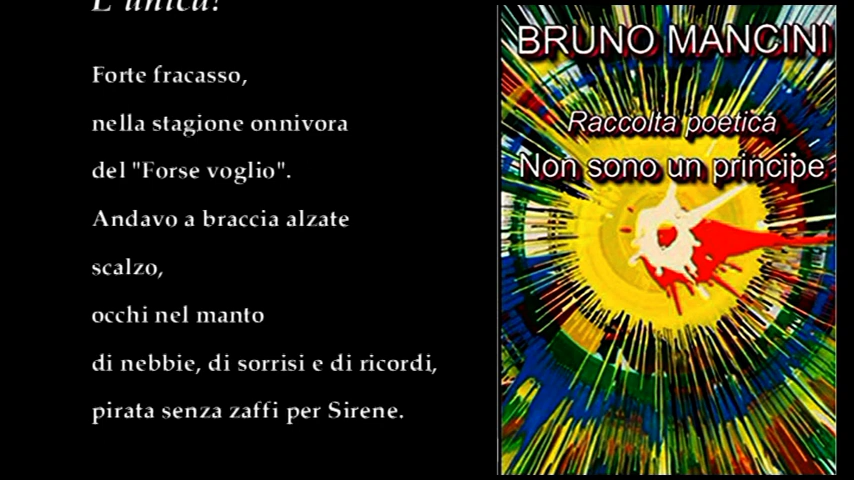 L'unica!
Forte fracasso,
nella stagione onnivora
del "Forse voglio".
Andavo a braccia alzate
scalzo,
occhi nel manto
di nebbie, di sorrisi e di ricordi,
pirata senza zaffi per Sirene.
BRUNO MANCINI
Raccolta poetica
Non sono un principe